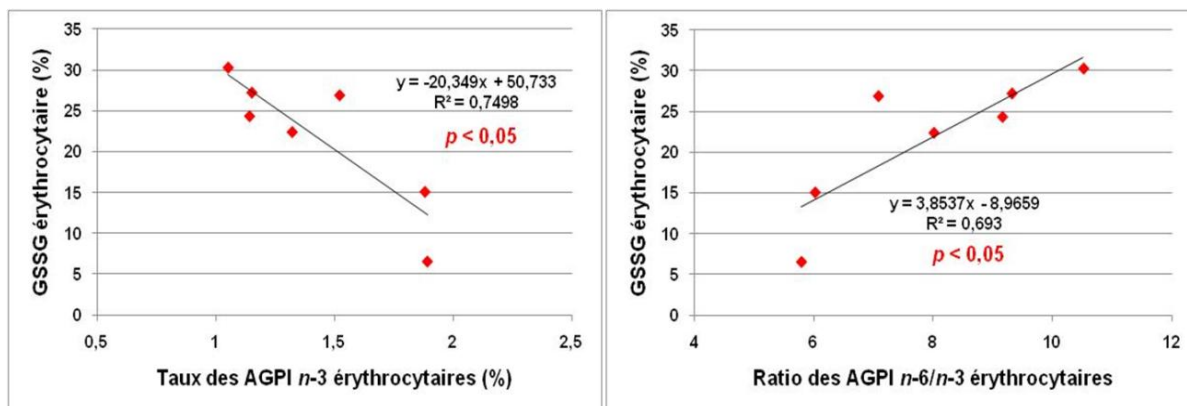 35
30
25
20
15
10
5
0
GSSG érythrocytaire (%)
y = -20,349x + 50,733
R² = 0,7498
p < 0,05
0,5 1 1,5 2 2,5
Taux des AGPI n-3 érythrocytaires (%)
35
30
25
20
15
10
5
0
GSSG érythrocytaire (%)
y = 3,8537x - 8,9659
R² = 0,693
p < 0,05
4 6 8 10 12
Ratio des AGPI n-6/n-3 érythrocytaires